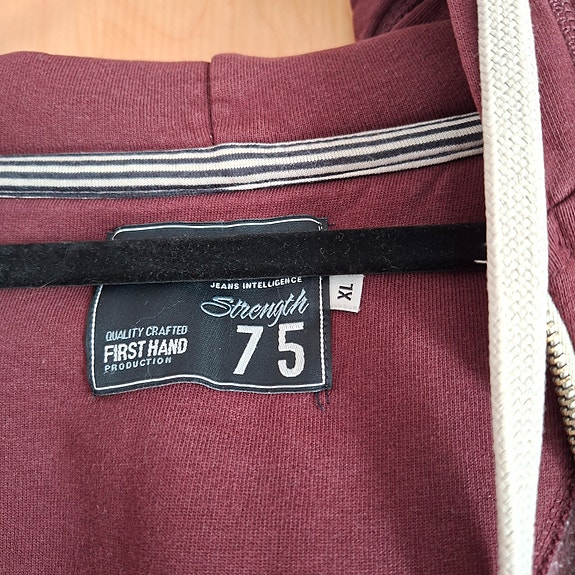 JEANS INTELLIGENCE
Strength
75
QUALITY CRAFTED
FIRST HAND
PRODUCTION
XL